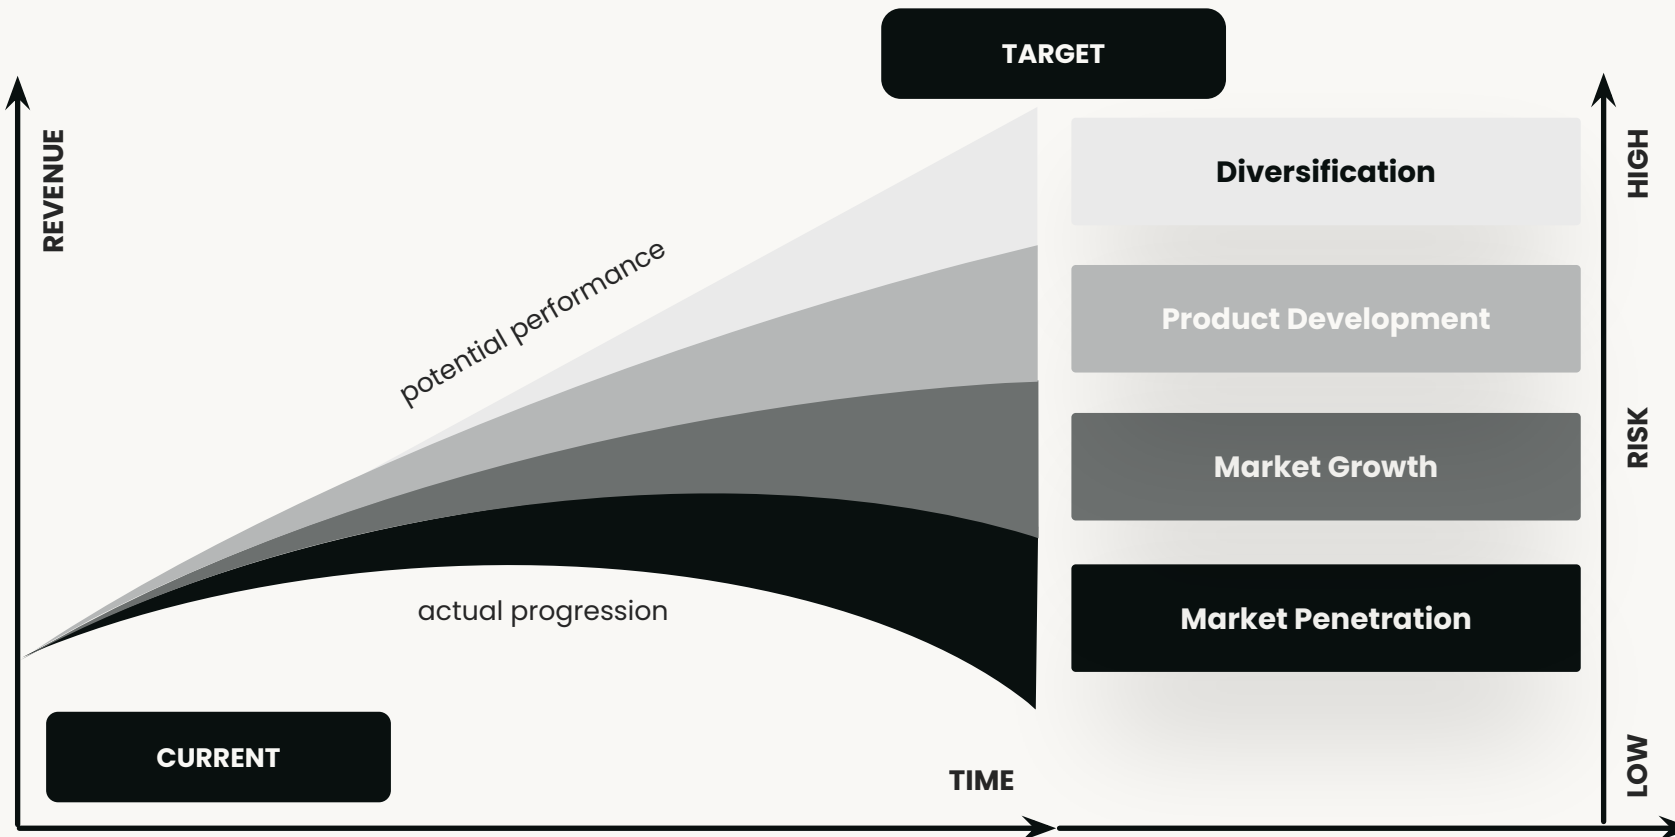 TARGET
REVENUE
HIGH
Diversification
potential performance
Product Development
Market Growth
RISK
actual progression
Market Penetration
CURRENT
TIME
LOW